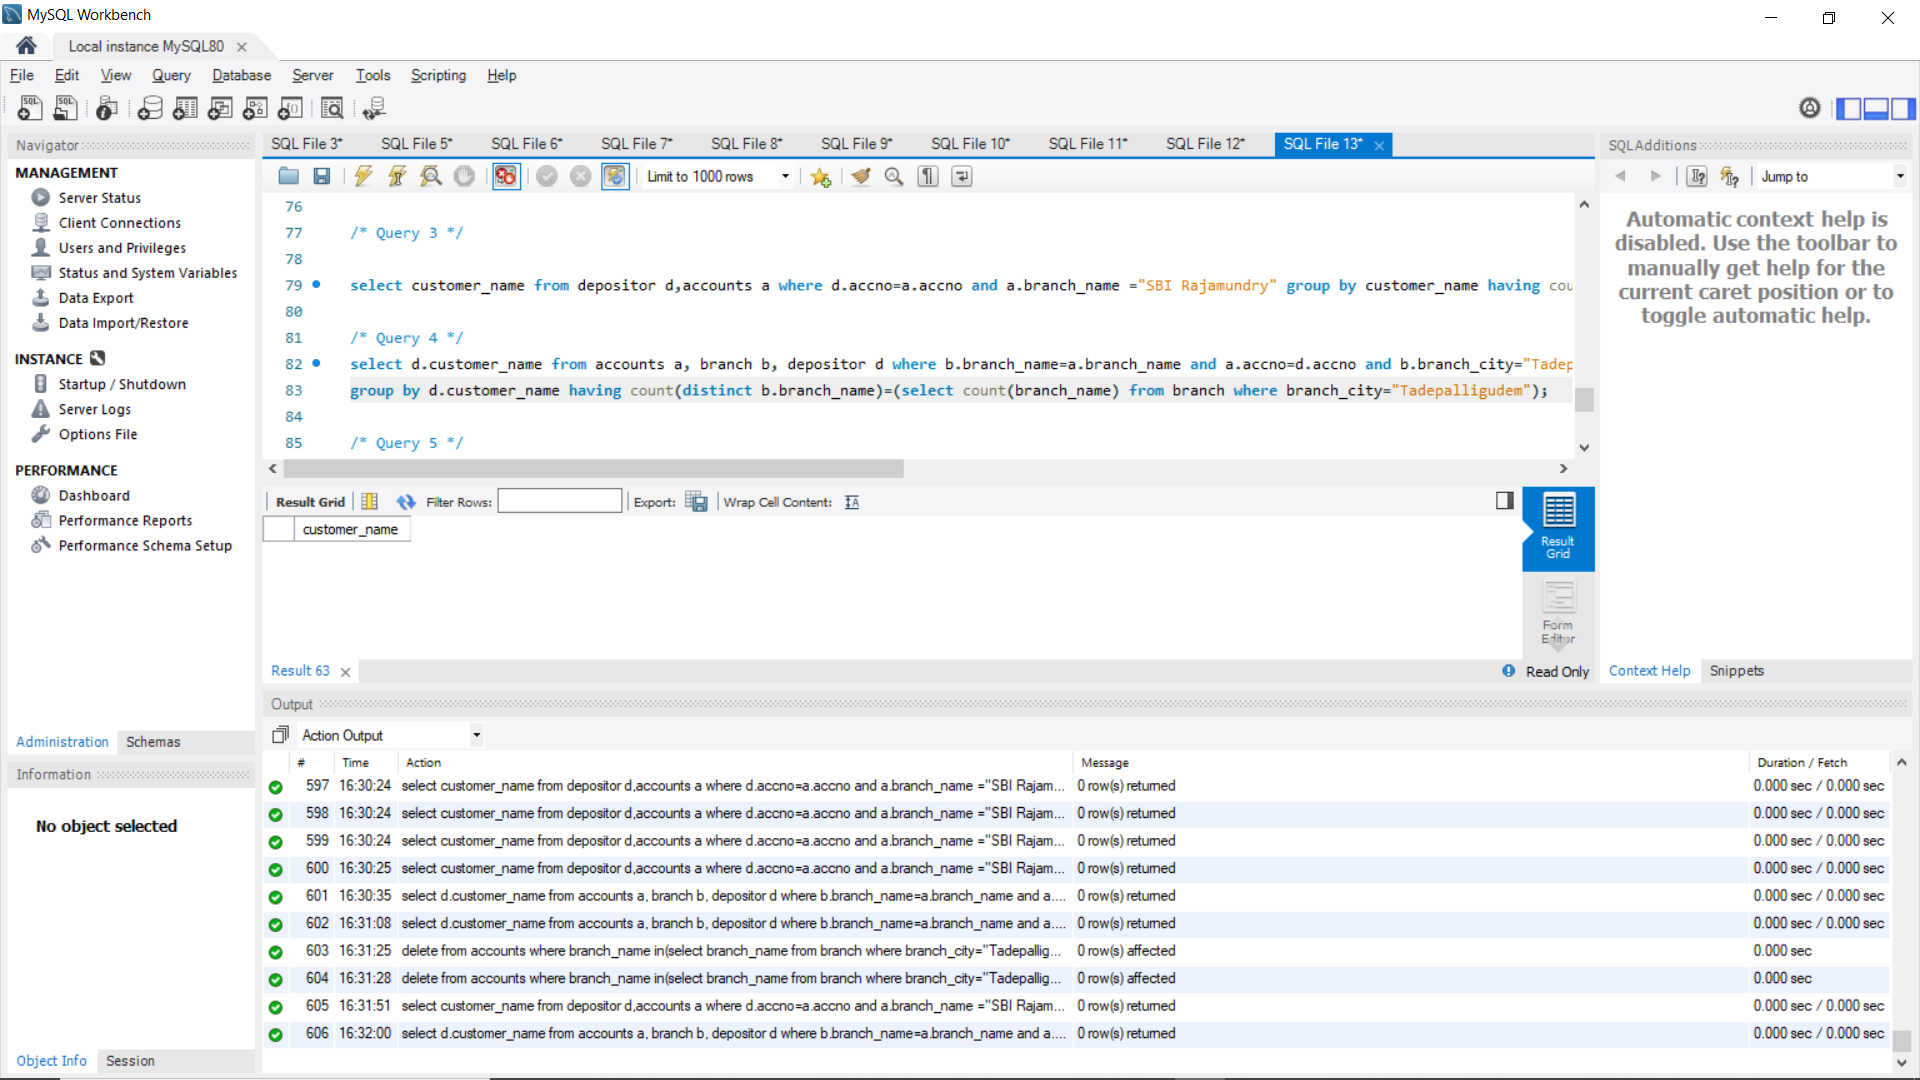 MySQL Workbench
Local instance MySQL80
File Edit View Query Database Server Tools Scripting Help
Navigator
MANAGEMENT
Server Status
Client Connections
Users and Privileges
Status and System Variables
Data Export
Data Import/Restore
INSTANCE
Startup / Shutdown
Server Logs
Options File
PERFORMANCE
Dashboard
Performance Reports
Performance Schema Setup
Administration Schemas
Information
No object selected
Object Info Session
SQL File 3* SQL File 5* SQL File 6* SQL File 7* SQL File 8* SQL File 9* SQL File 10* SQL File 11* SQL File 12* SQL File 13*
Limit to 1000 rows
76
77 /* Query 3 */
78
79 select customer_name from depositor d,accounts a where d.accno=a.accno and a.branch_name ="SBI Rajamundry" group by customer_name having cou
80
81 /* Query 4 */
82 select d.customer_name from accounts a, branch b, depositor d where b.branch_name=a.branch_name and a.accno=d.accno and b.branch_city="Tadep
83 group by d.customer_name having count(distinct b.branch_name)=(select count(branch_name) from branch where branch_city="Tadepalligudem");
84
85 /* Query 5 */
Result Grid Filter Rows: Export: Wrap Cell Content:
customer_name
Result Grid
Form Editor
Result 63
Read Only
SQLAdditions
Jump to
Automatic context help is
disabled. Use the toolbar to
manually get help for the
current caret position or to
toggle automatic help.
Context Help Snippets
Output
Action Output
# Time Action Message Duration / Fetch
597 16:30:24 select customer_name from depositor d,accounts a where d.accno=a.accno and a.branch_name ="SBI Rajam... 0 row(s) returned 0.000 sec / 0.000 sec
598 16:30:24 select customer_name from depositor d,accounts a where d.accno=a.accno and a.branch_name ="SBI Rajam... 0 row(s) returned 0.000 sec / 0.000 sec
599 16:30:24 select customer_name from depositor d,accounts a where d.accno=a.accno and a.branch_name ="SBI Rajam... 0 row(s) returned 0.000 sec / 0.000 sec
600 16:30:25 select customer_name from depositor d,accounts a where d.accno=a.accno and a.branch_name ="SBI Rajam... 0 row(s) returned 0.000 sec / 0.000 sec
601 16:30:35 select d.customer_name from accounts a, branch b, depositor d where b.branch_name=a.branch_name and a.... 0 row(s) returned 0.000 sec / 0.000 sec
602 16:31:08 select d.customer_name from accounts a, branch b, depositor d where b.branch_name=a.branch_name and a.... 0 row(s) returned 0.000 sec / 0.000 sec
603 16:31:25 delete from accounts where branch_name in(select branch_name from branch where branch_city="Tadepallig... 0 row(s) affected 0.000 sec
604 16:31:28 delete from accounts where branch_name in(select branch_name from branch where branch_city="Tadepallig... 0 row(s) affected 0.000 sec
605 16:31:51 select customer_name from depositor d,accounts a where d.accno=a.accno and a.branch_name ="SBI Rajam... 0 row(s) returned 0.000 sec / 0.000 sec
606 16:32:00 select d.customer_name from accounts a, branch b, depositor d where b.branch_name=a.branch_name and a.... 0 row(s) returned 0.000 sec / 0.000 sec